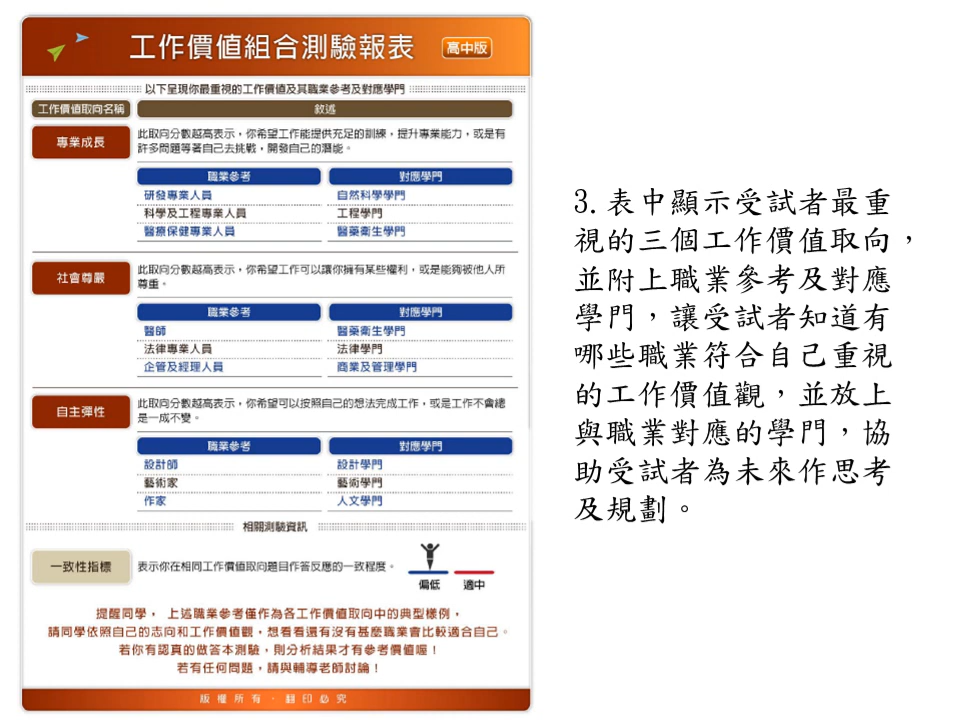 工作價值組合測驗報表 高中版
以下呈現你最重視的工作價值及其職業參考及對應學門
工作價值取向名稱 敘述
專業成長
此取向分數越高表示，你希望工作能提供充足的訓練，提升專業能力，或是有
許多問題等著自己去挑戰，開發自己的潛能。
職業參考 對應學門
研發專業人員 自然科學學門
科學及工程專業人員 工程學門
醫療保健專業人員 醫藥衛生學門
社會尊嚴
此取向分數越高表示，你希望工作可以讓你擁有某些權利，或是能夠被他人所
尊重。
職業參考 對應學門
醫師 醫藥衛生學門
法律專業人員 法律學門
企管及經理人員 商業及管理學門
自主彈性
此取向分數越高表示，你希望可以按照自己的想法完成工作，或是工作不會總
是一成不變。
職業參考 對應學門
設計師 設計學門
藝術家 藝術學門
作家 人文學門
相關測驗資訊
一致性指標 表示你在相同工作價值取向題目作答反應的一致程度。
偏低 適中
提醒同學， 上述職業參考僅作為各工作價值取向中的典型樣例，
請同學依照自己的志向和工作價值觀，想看看還有沒有甚麼職業會比較適合自己。
若你有認真的做答本測驗，則分析結果才有參考價值喔！
若有任何問題，請與輔導老師討論！
版權所有 · 翻印必究
3. 表中顯示受試者最重
視的三個工作價值取向，
並附上職業參考及對應
學門，讓受試者知道有
哪些職業符合自己重視
的工作價值觀，並放上
與職業對應的學門，協
助受試者為未來作思考
及規劃。